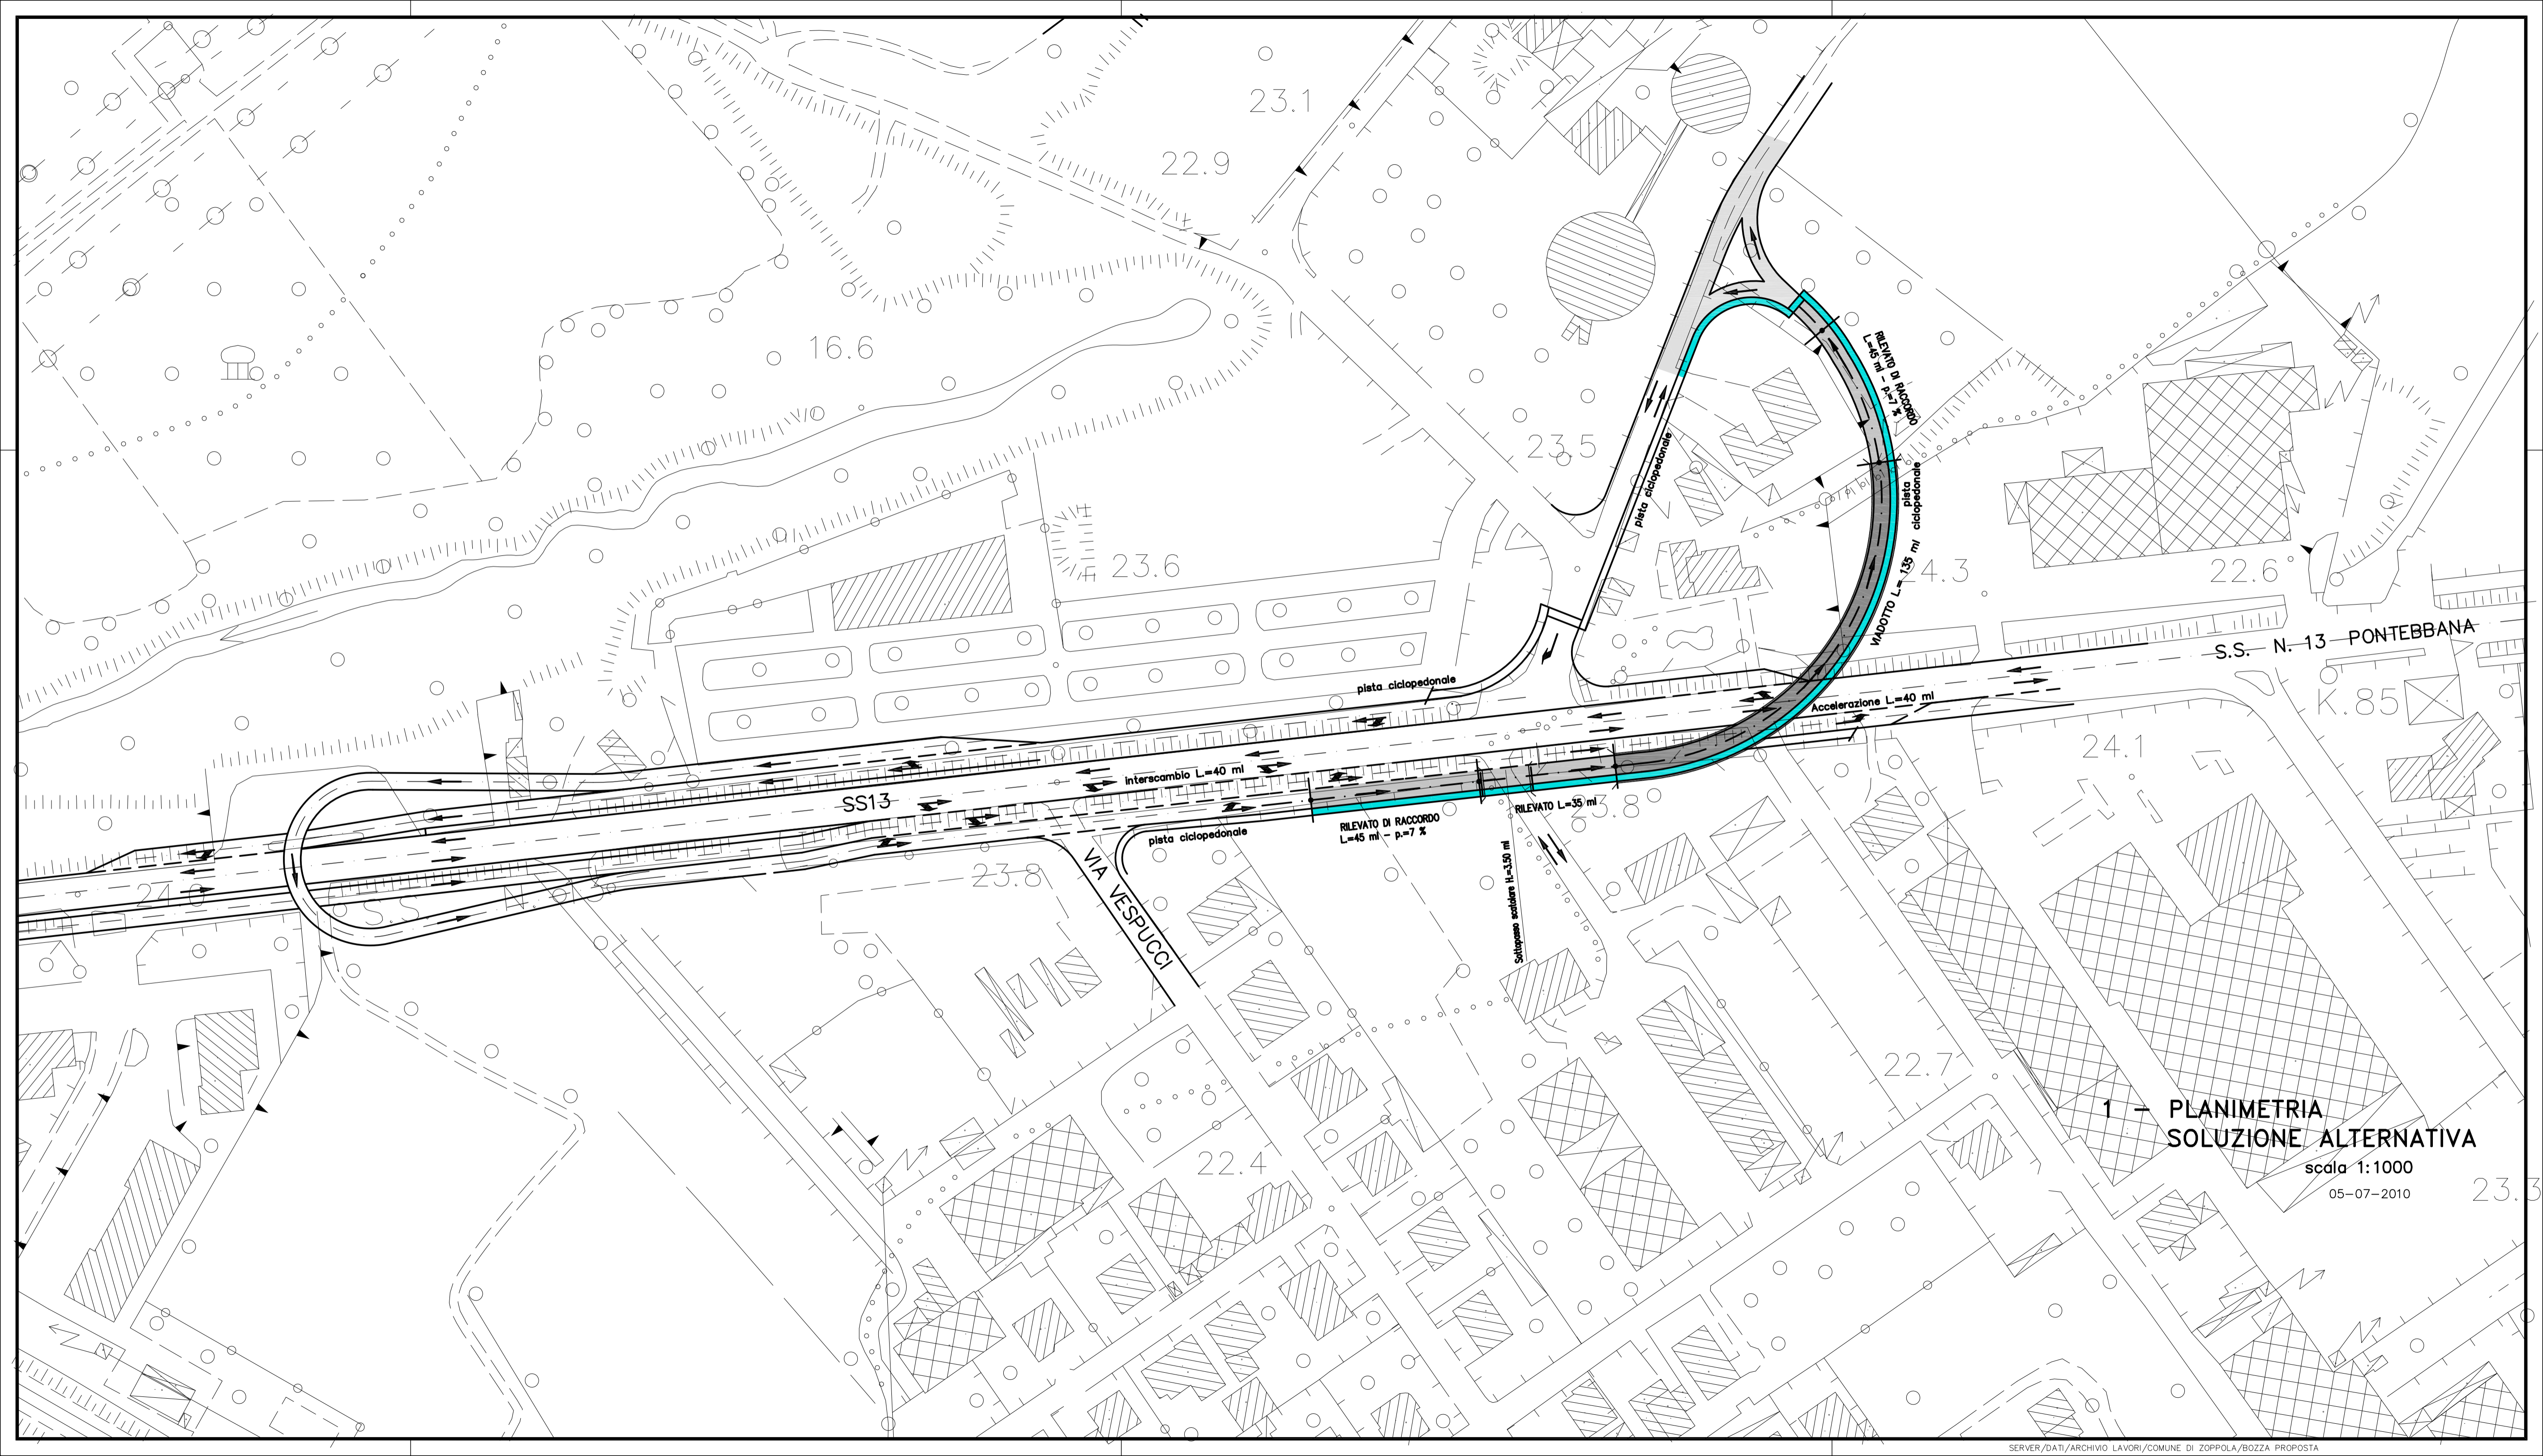 23.1
22.9
16.6
23.5
RILEVATO DI RACCORDO
L=45 ml - p.=7 %
pista ciclopedonale
pista
ciclopedonale
23.6
24.3
22.6
VIADOTTO L= 135 ml
S.S. N. 13 PONTEBBANA
pista ciclopedonale
Accelerazione L.=40 ml
K.85
24.1
Interscambio L.=40 ml
SS13
RILEVATO L=35 ml
23.8
RILEVATO DI RACCORDO
L=45 ml - p.=7 %
pista ciclopedonale
VIA VESPUCCI
23.8
Sottopasso scatolare H.=3.50 ml
S.S. N.
22.7
22.4
1 - PLANIMETRIA
SOLUZIONE ALTERNATIVA
scala 1:1000
05-07-2010
23.3
SERVER/DATI/ARCHIVIO LAVORI/COMUNE DI ZOPPOLA/BOZZA PROPOSTA